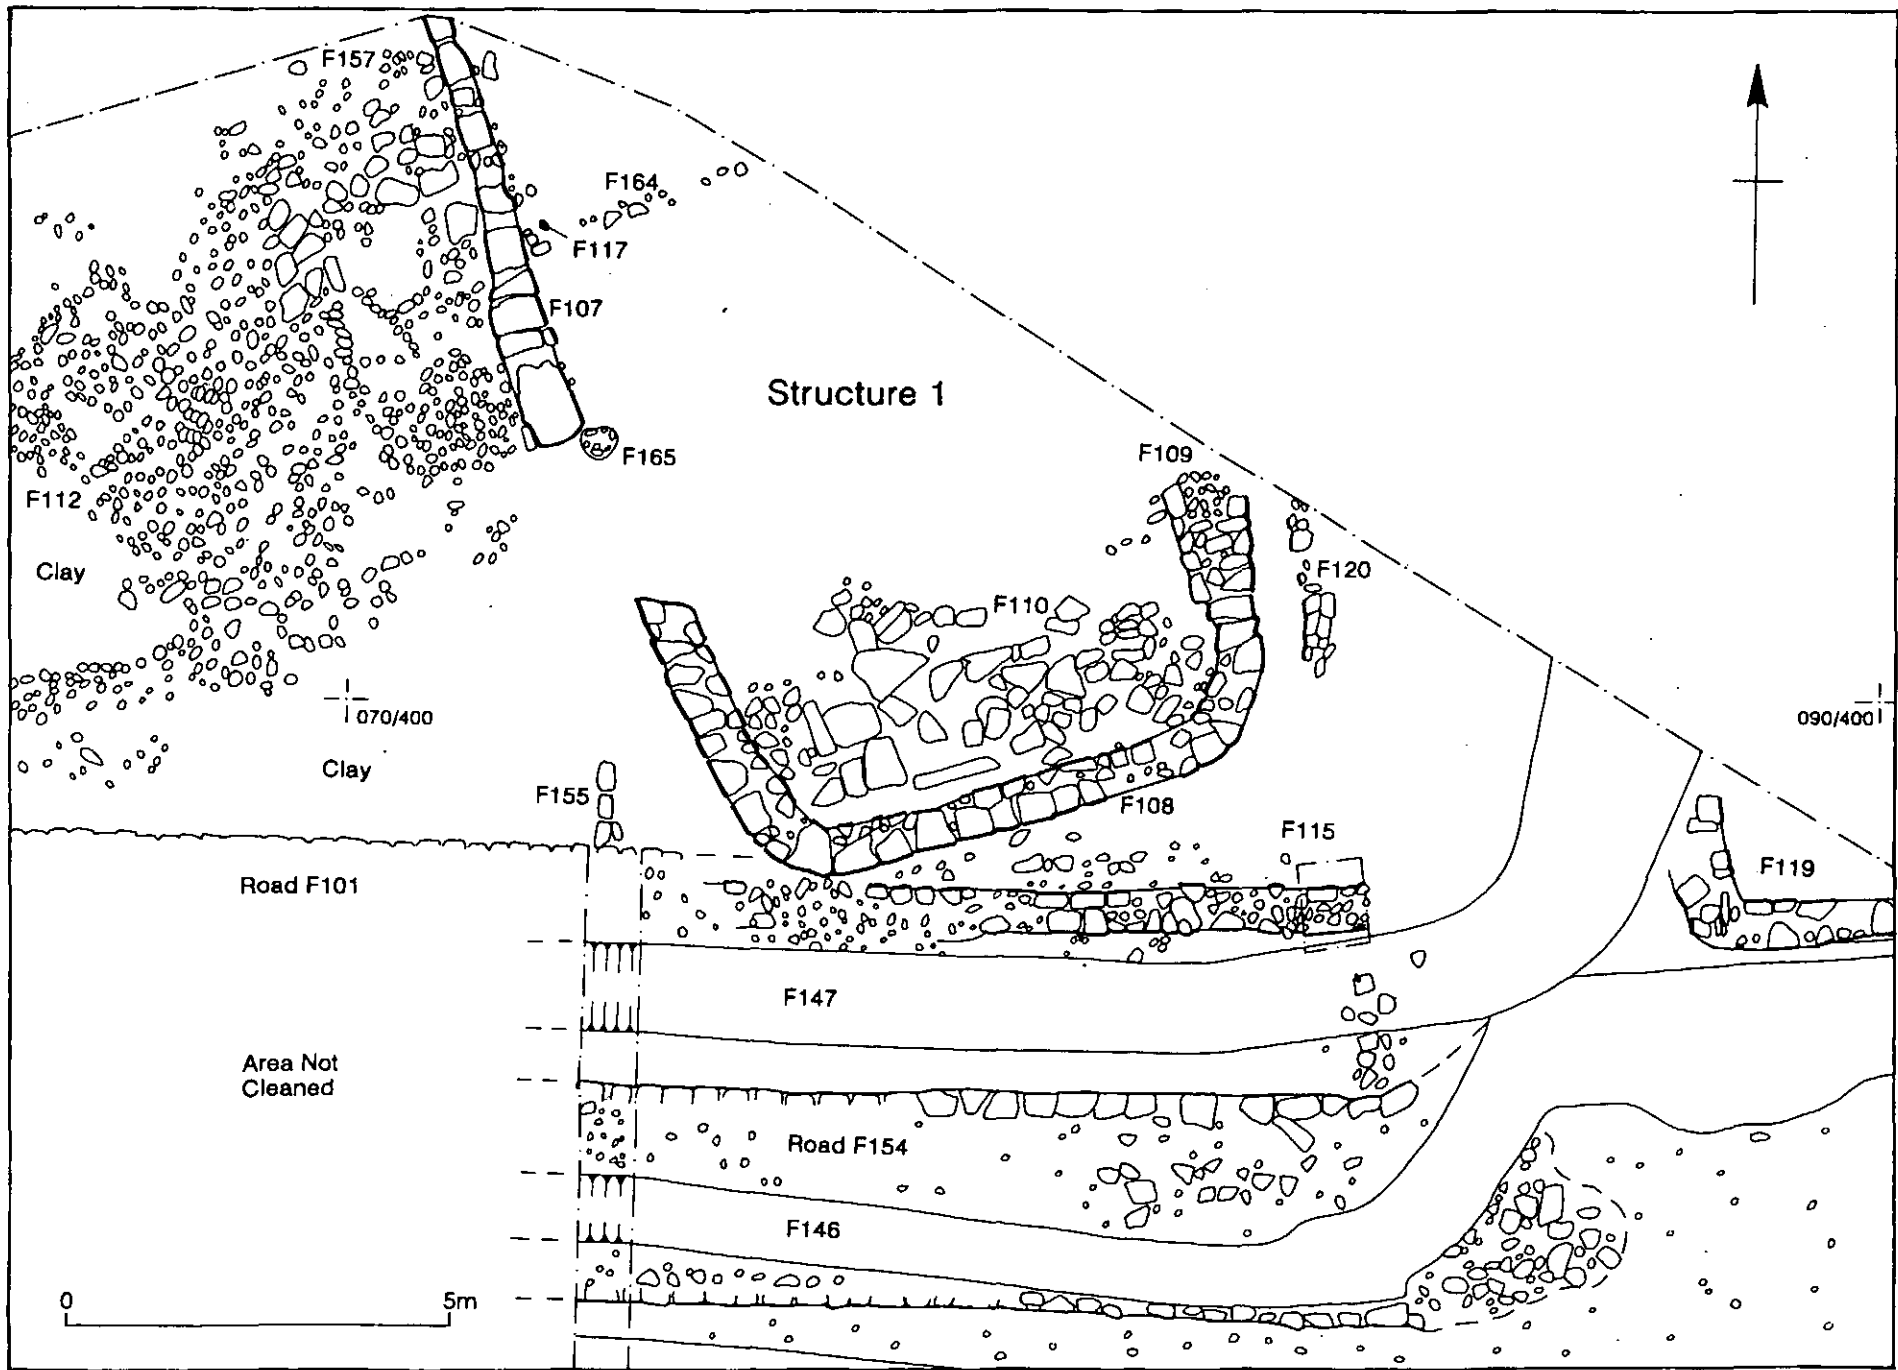 F157
F164
F117
F107
Structure 1
F165
F109
F112
Clay
F120
F110
070/400
090/400
Clay
F155
F108
F115
F119
Road F101
F147
Area Not
Cleaned
Road F154
F146
0 5m